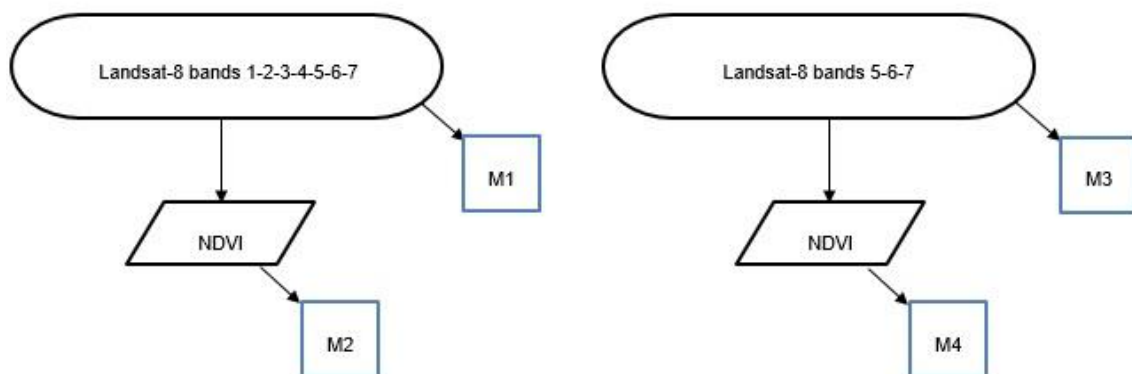 Landsat-8 bands 1-2-3-4-5-6-7
Landsat-8 bands 5-6-7
M1
M3
NDVI
NDVI
M2
M4